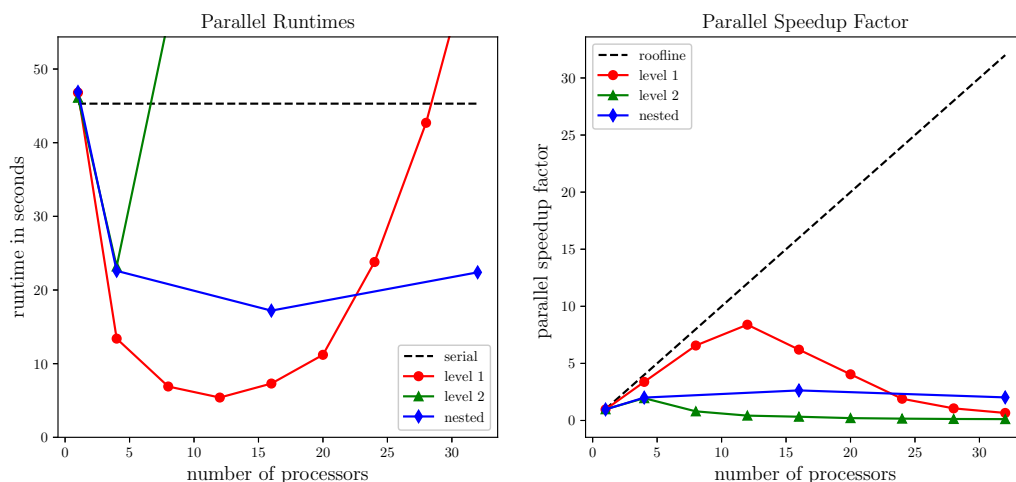 Parallel Runtimes
50
40
30
20
10
0
0 5 10 15 20 25 30
runtime in seconds
number of processors
serial
level 1
level 2
nested
Parallel Speedup Factor
30
25
20
15
10
5
0
0 5 10 15 20 25 30
parallel speedup factor
number of processors
roofline
level 1
level 2
nested